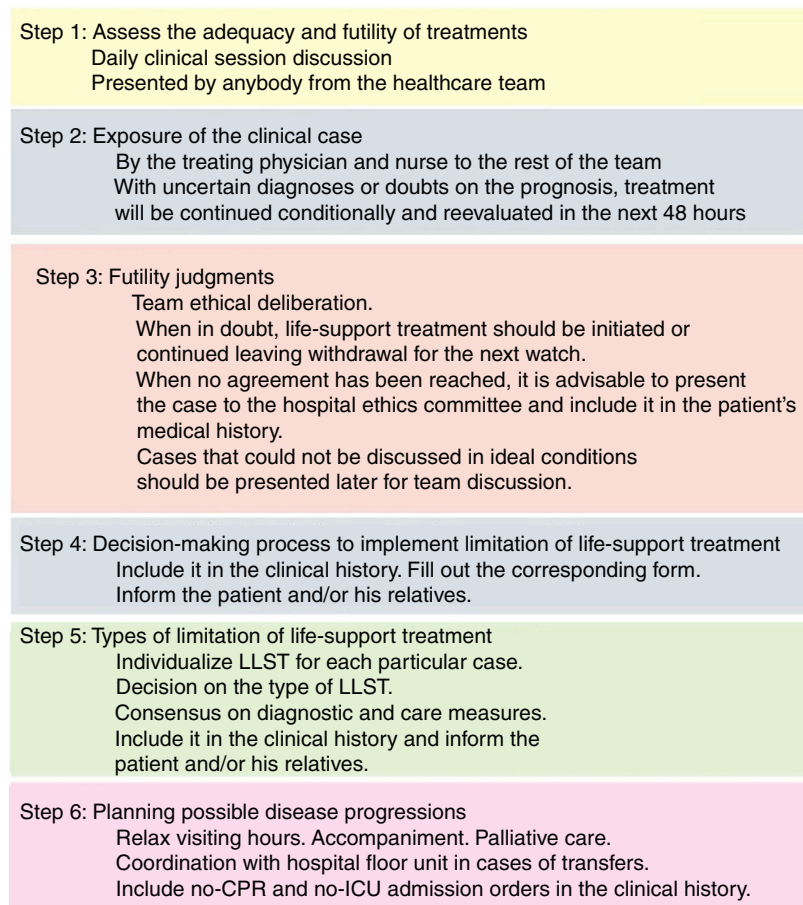 Step 1: Assess the adequacy and futility of treatments
Daily clinical session discussion
Presented by anybody from the healthcare team
Step 2: Exposure of the clinical case
By the treating physician and nurse to the rest of the team
With uncertain diagnoses or doubts on the prognosis, treatment
will be continued conditionally and reevaluated in the next 48 hours
Step 3: Futility judgments
Team ethical deliberation.
When in doubt, life-support treatment should be initiated or
continued leaving withdrawal for the next watch.
When no agreement has been reached, it is advisable to present
the case to the hospital ethics committee and include it in the patient’s
medical history.
Cases that could not be discussed in ideal conditions
should be presented later for team discussion.
Step 4: Decision-making process to implement limitation of life-support treatment
Include it in the clinical history. Fill out the corresponding form.
Inform the patient and/or his relatives.
Step 5: Types of limitation of life-support treatment
Individualize LLST for each particular case.
Decision on the type of LLST.
Consensus on diagnostic and care measures.
Include it in the clinical history and inform the
patient and/or his relatives.
Step 6: Planning possible disease progressions
Relax visiting hours. Accompaniment. Palliative care.
Coordination with hospital floor unit in cases of transfers.
Include no-CPR and no-ICU admission orders in the clinical history.